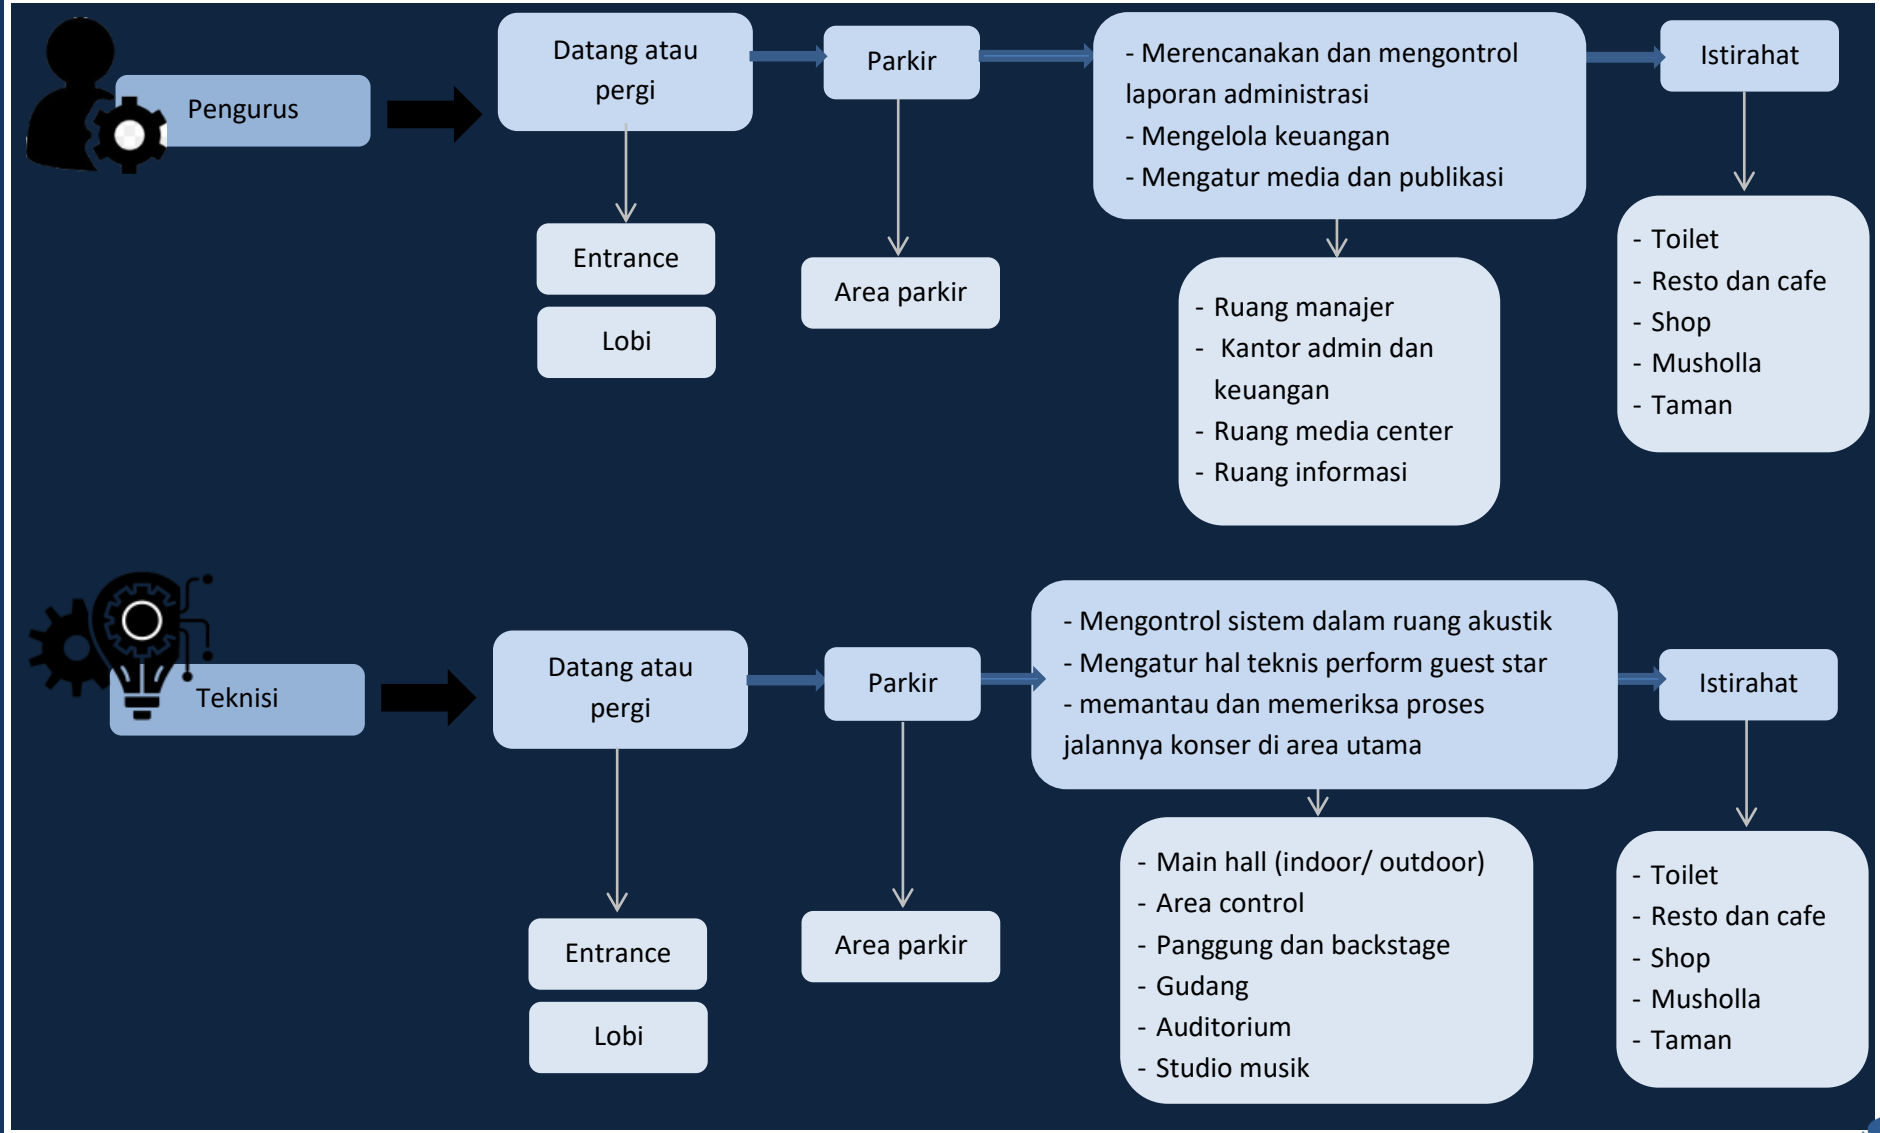 Pengurus
Datang atau
pergi
Parkir
- Merencanakan dan mengontrol
laporan administrasi
- Mengelola keuangan
- Mengatur media dan publikasi
Istirahat
Entrance
Lobi
Area parkir
- Ruang manajer
- Kantor admin dan
keuangan
- Ruang media center
- Ruang informasi
- Toilet
- Resto dan cafe
- Shop
- Musholla
- Taman
Teknisi
Datang atau
pergi
Parkir
- Mengontrol sistem dalam ruang akustik
- Mengatur hal teknis perform guest star
- memantau dan memeriksa proses
jalannya konser di area utama
Istirahat
Entrance
Lobi
Area parkir
- Main hall (indoor/ outdoor)
- Area control
- Panggung dan backstage
- Gudang
- Auditorium
- Studio musik
- Toilet
- Resto dan cafe
- Shop
- Musholla
- Taman